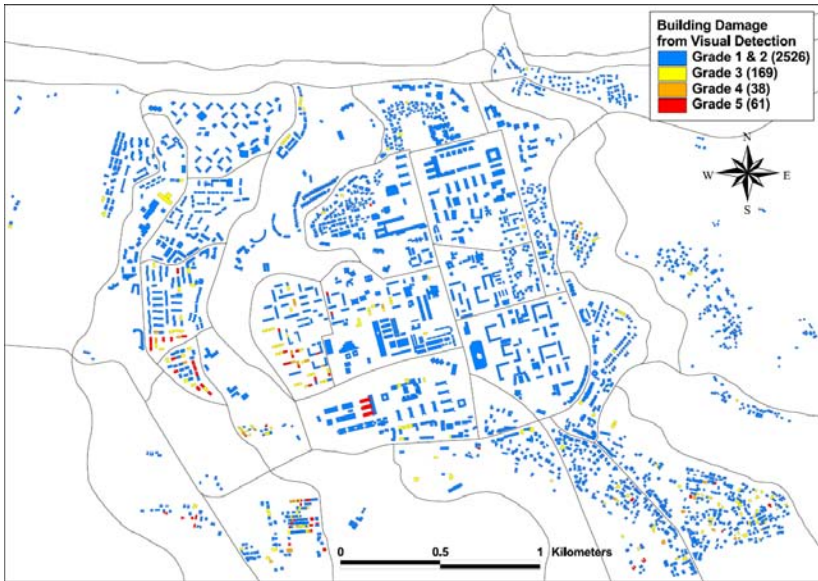 Building Damage
from Visual Detection
Grade 1 & 2 (2526)
Grade 3 (169)
Grade 4 (38)
Grade 5 (61)
N
W E
S
0 0.5 1 Kilometers